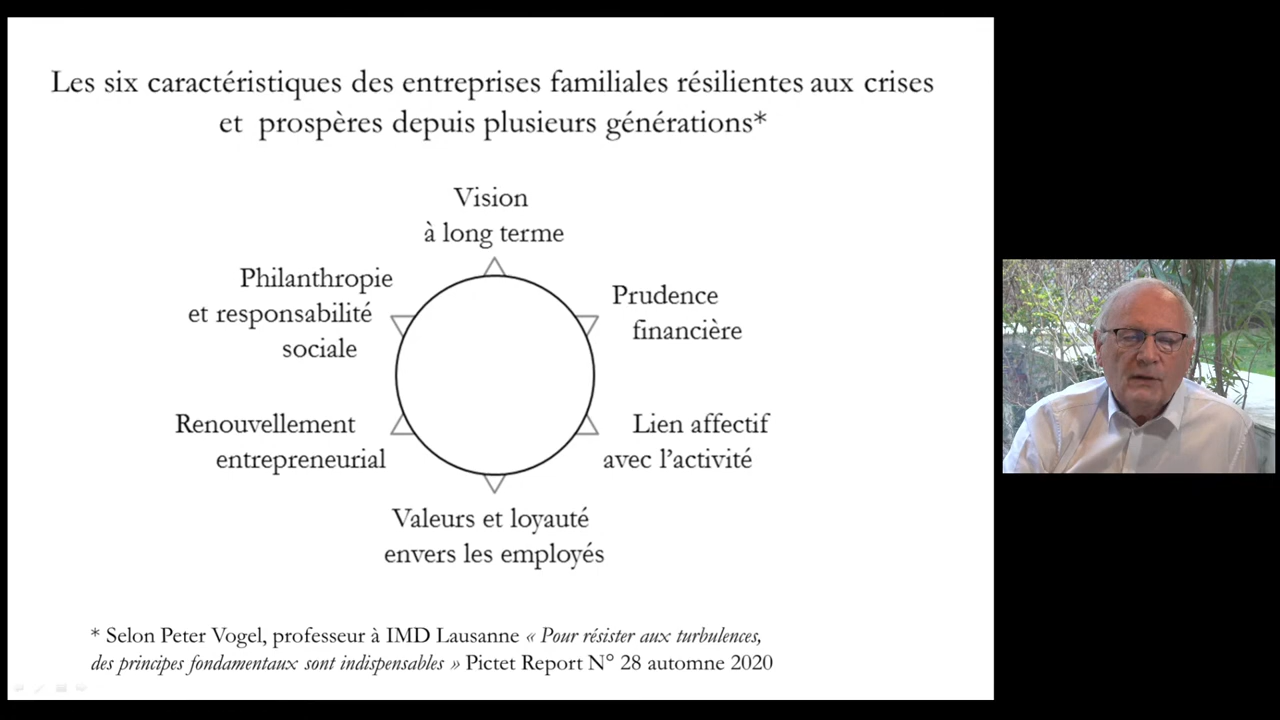 Les six caractéristiques des entreprises familiales résilientes aux crises
et prospères depuis plusieurs générations*
Vision
à long terme
Prudence
financière
Lien affectif
avec l'activité
Valeurs et loyauté
envers les employés
Renouvellement
entrepreneurial
Philanthropie
et responsabilité
sociale
* Selon Peter Vogel, professeur à IMD Lausanne « Pour résister aux turbulences,
des principes fondamentaux sont indispensables » Pictet Report N° 28 automne 2020